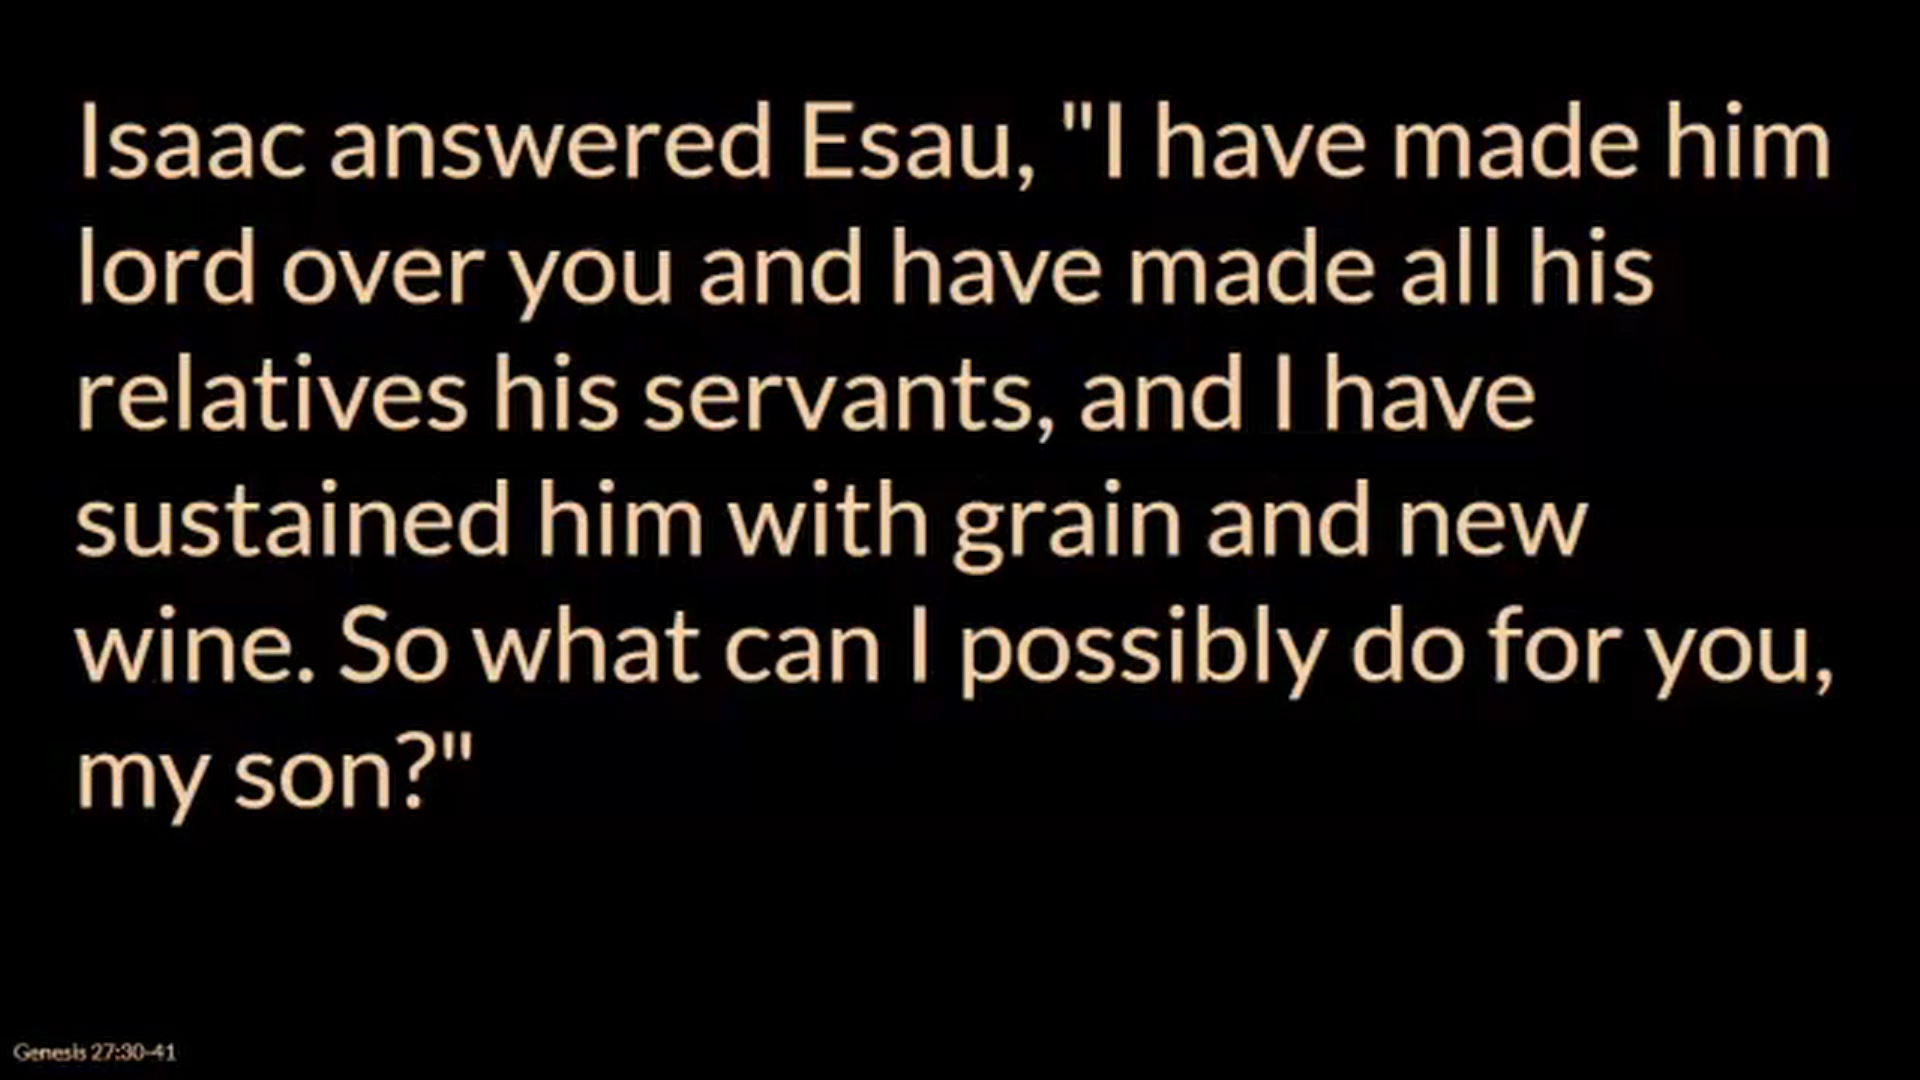 Isaac answered Esau, "I have made him
lord over you and have made all his
relatives his servants, and I have
sustained him with grain and new
wine. So what can I possibly do for you,
my son?"
Genesis 27:30-41